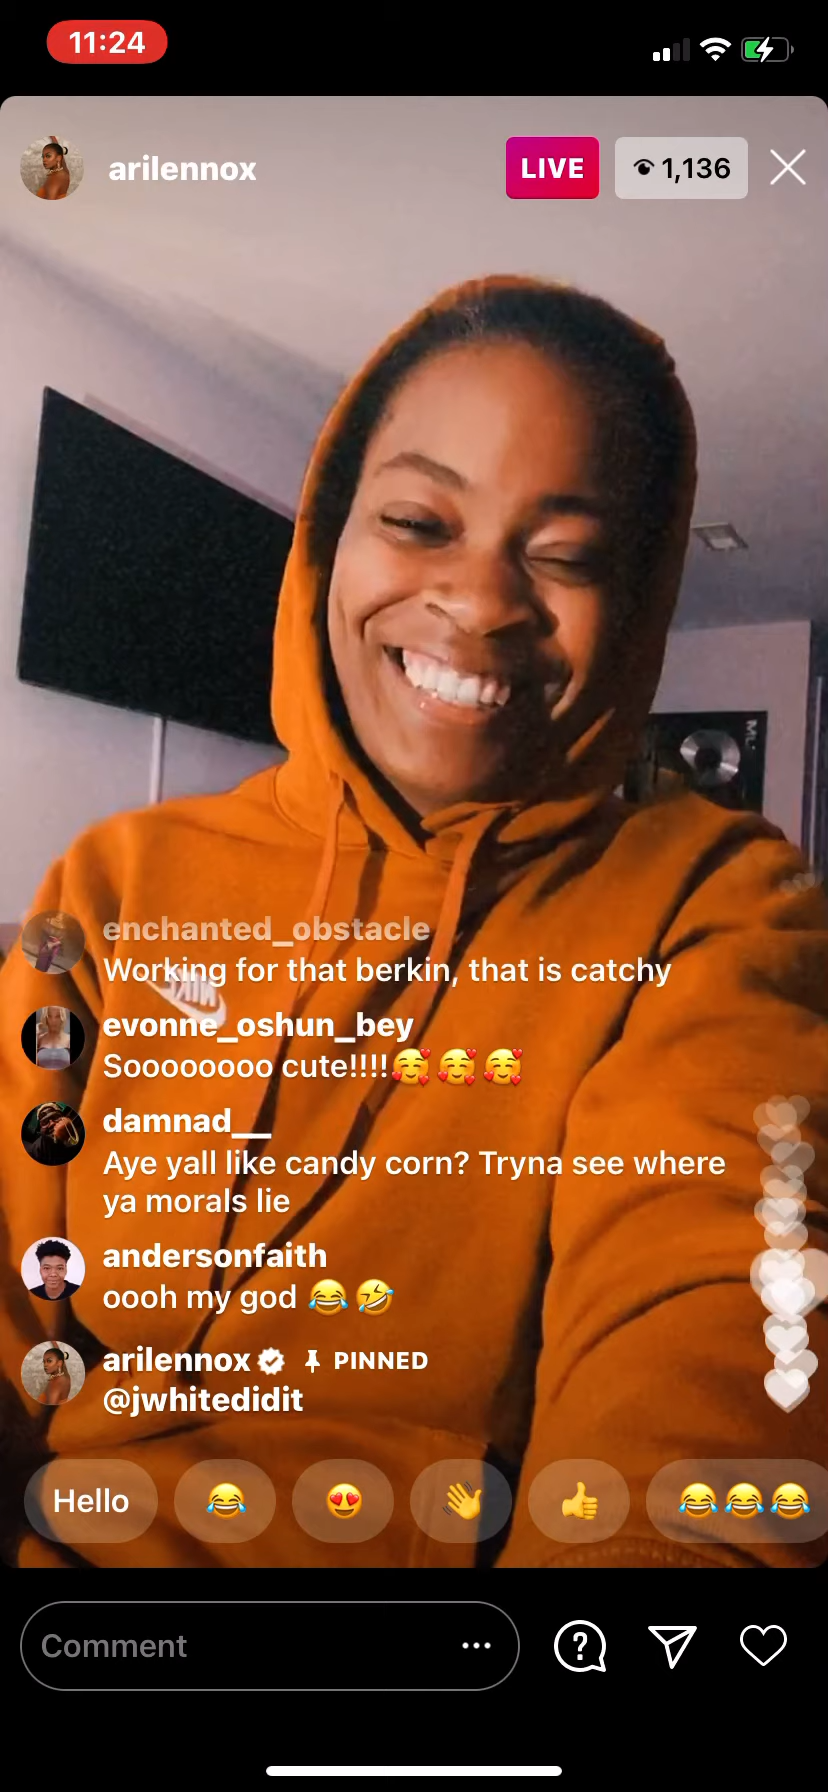 11:24
arilennox
LIVE
1,136
enchanted_obstacle
Working for that berkin, that is catchy
evonne_oshun_bey
Soooooooo cute!!!!🥰🥰🥰
damnad__
Aye yall like candy corn? Tryna see where
ya morals lie
andersonfaith
oooh my god 😂🤣
arilennox PINNED
@jwhitedidit
Hello 😂 😍 👋 👍 😂😂😂
Comment